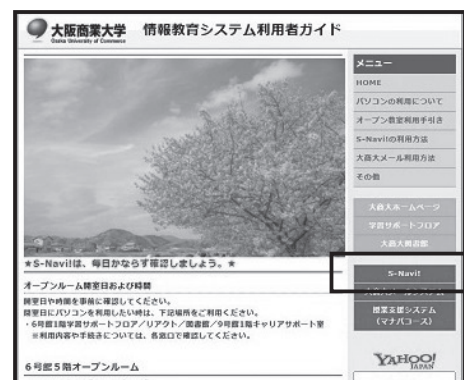 大阪商業大学 情報教育システム利用者ガイド
Osaka University of Commerce
メニュー
HOME
パソコンの利用について
オープン教室利用手引き
S-Navi!の利用方法
大商大メール利用方法
その他
大商大ホームページ
学習サポートフロア
大商大図書館
S-Navi!
授業支援システム
(マナバコース)
YAHOO!
JAPAN
★S-Navi!は、毎日かならず確認しましょう。★
オープンルーム開室日および時間
開室日や時間を事前に確認してください。
閉室日にパソコンを利用したい時は、下記場所をご利用ください。
・6号館1階学習サポートフロア/リアクト/図書館/9号館1階キャリアサポート室
※利用内容や手続きについては、各窓口で確認してください。
6号館5階オープンルーム